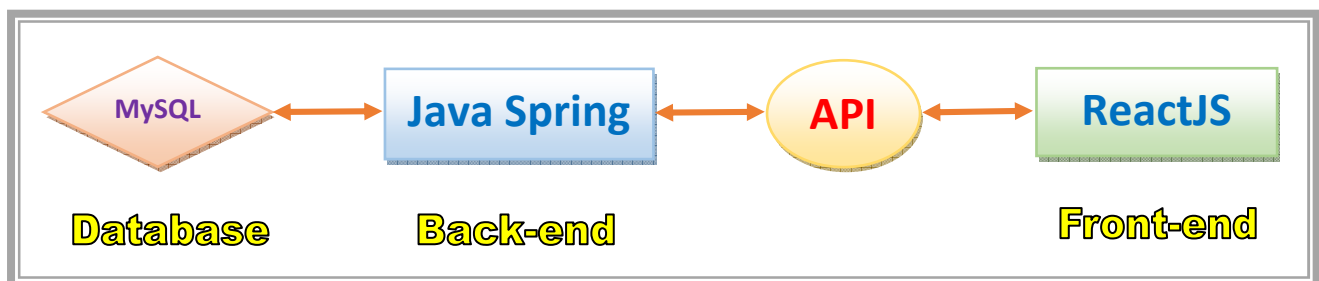 MySQL
Java Spring
API
ReactJS
Database
Back-end
Front-end